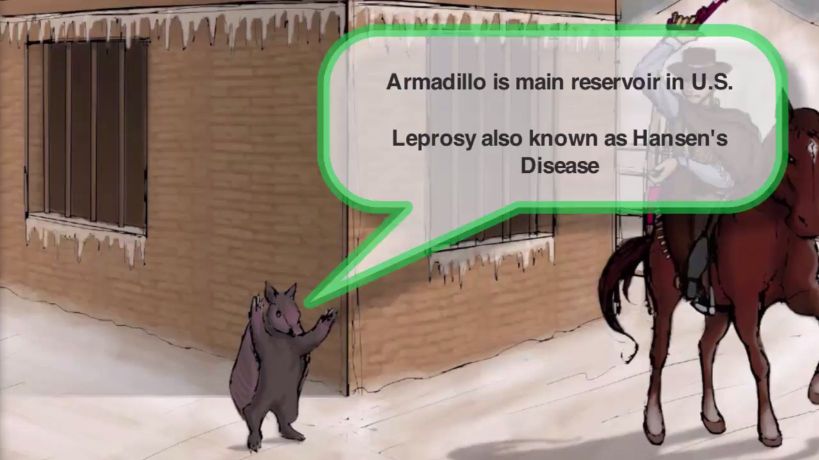 Armadillo is main reservoir in U.S.
Leprosy also known as Hansen's
Disease